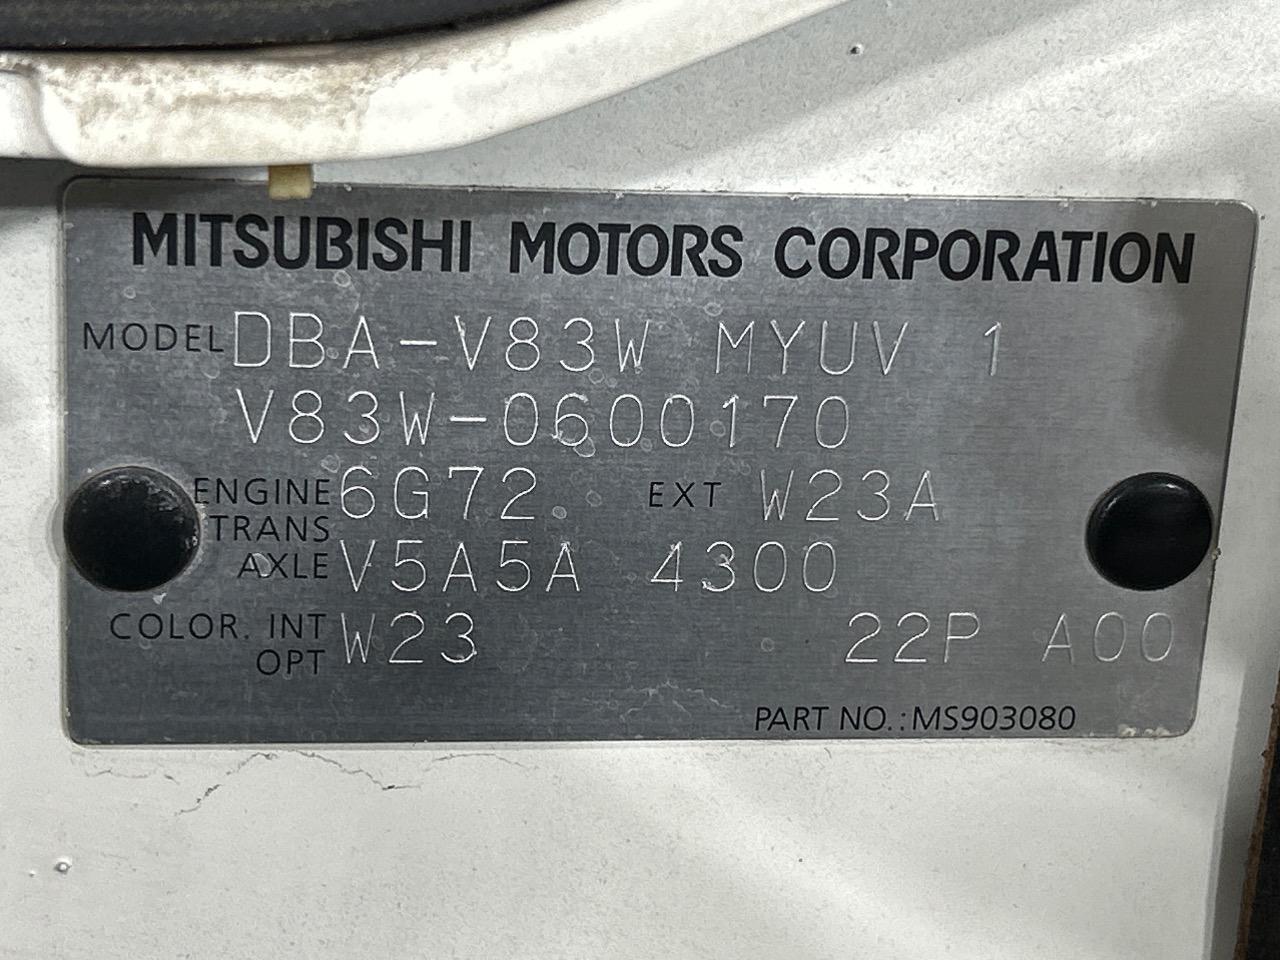 MITSUBISHI MOTORS CORPORATION
MODEL DBA-V83W MYUV 1
V83W-0600170
ENGINE 6G72 EXT W23A
TRANS
AXLE V5A5A 4300
COLOR. INT
OPT W23 22P A00
PART NO.: MS903080